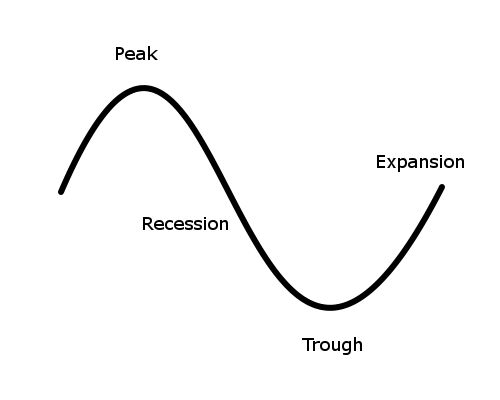 Peak
Expansion
Recession
Trough